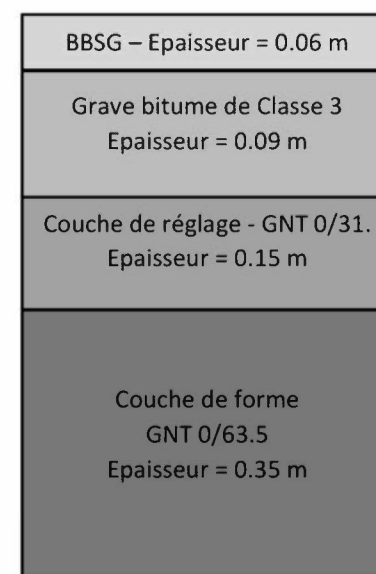 BBSG – Epaisseur = 0.06 m
Grave bitume de Classe 3
Epaisseur = 0.09 m
Couche de réglage - GNT 0/31.
Epaisseur = 0.15 m
Couche de forme
GNT 0/63.5
Epaisseur = 0.35 m